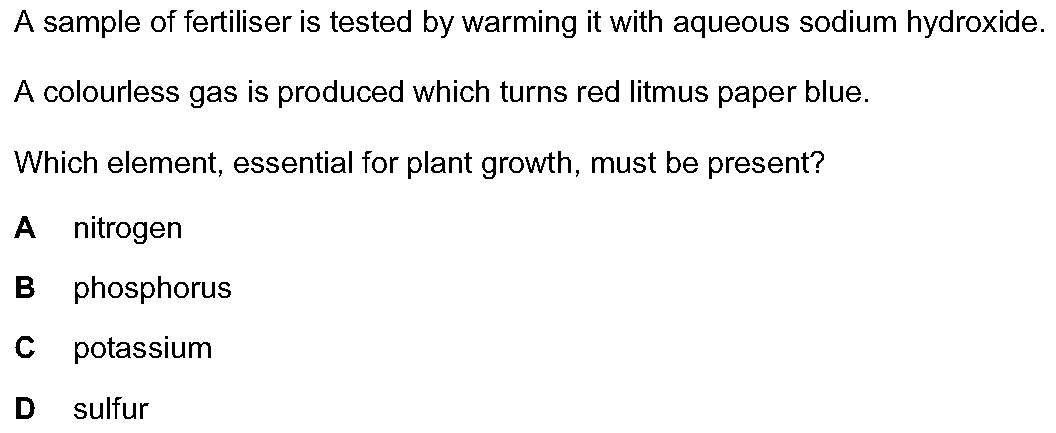 A sample of fertiliser is tested by warming it with aqueous sodium hydroxide.
A colourless gas is produced which turns red litmus paper blue.
Which element, essential for plant growth, must be present?
A nitrogen
B phosphorus
C potassium
D sulfur